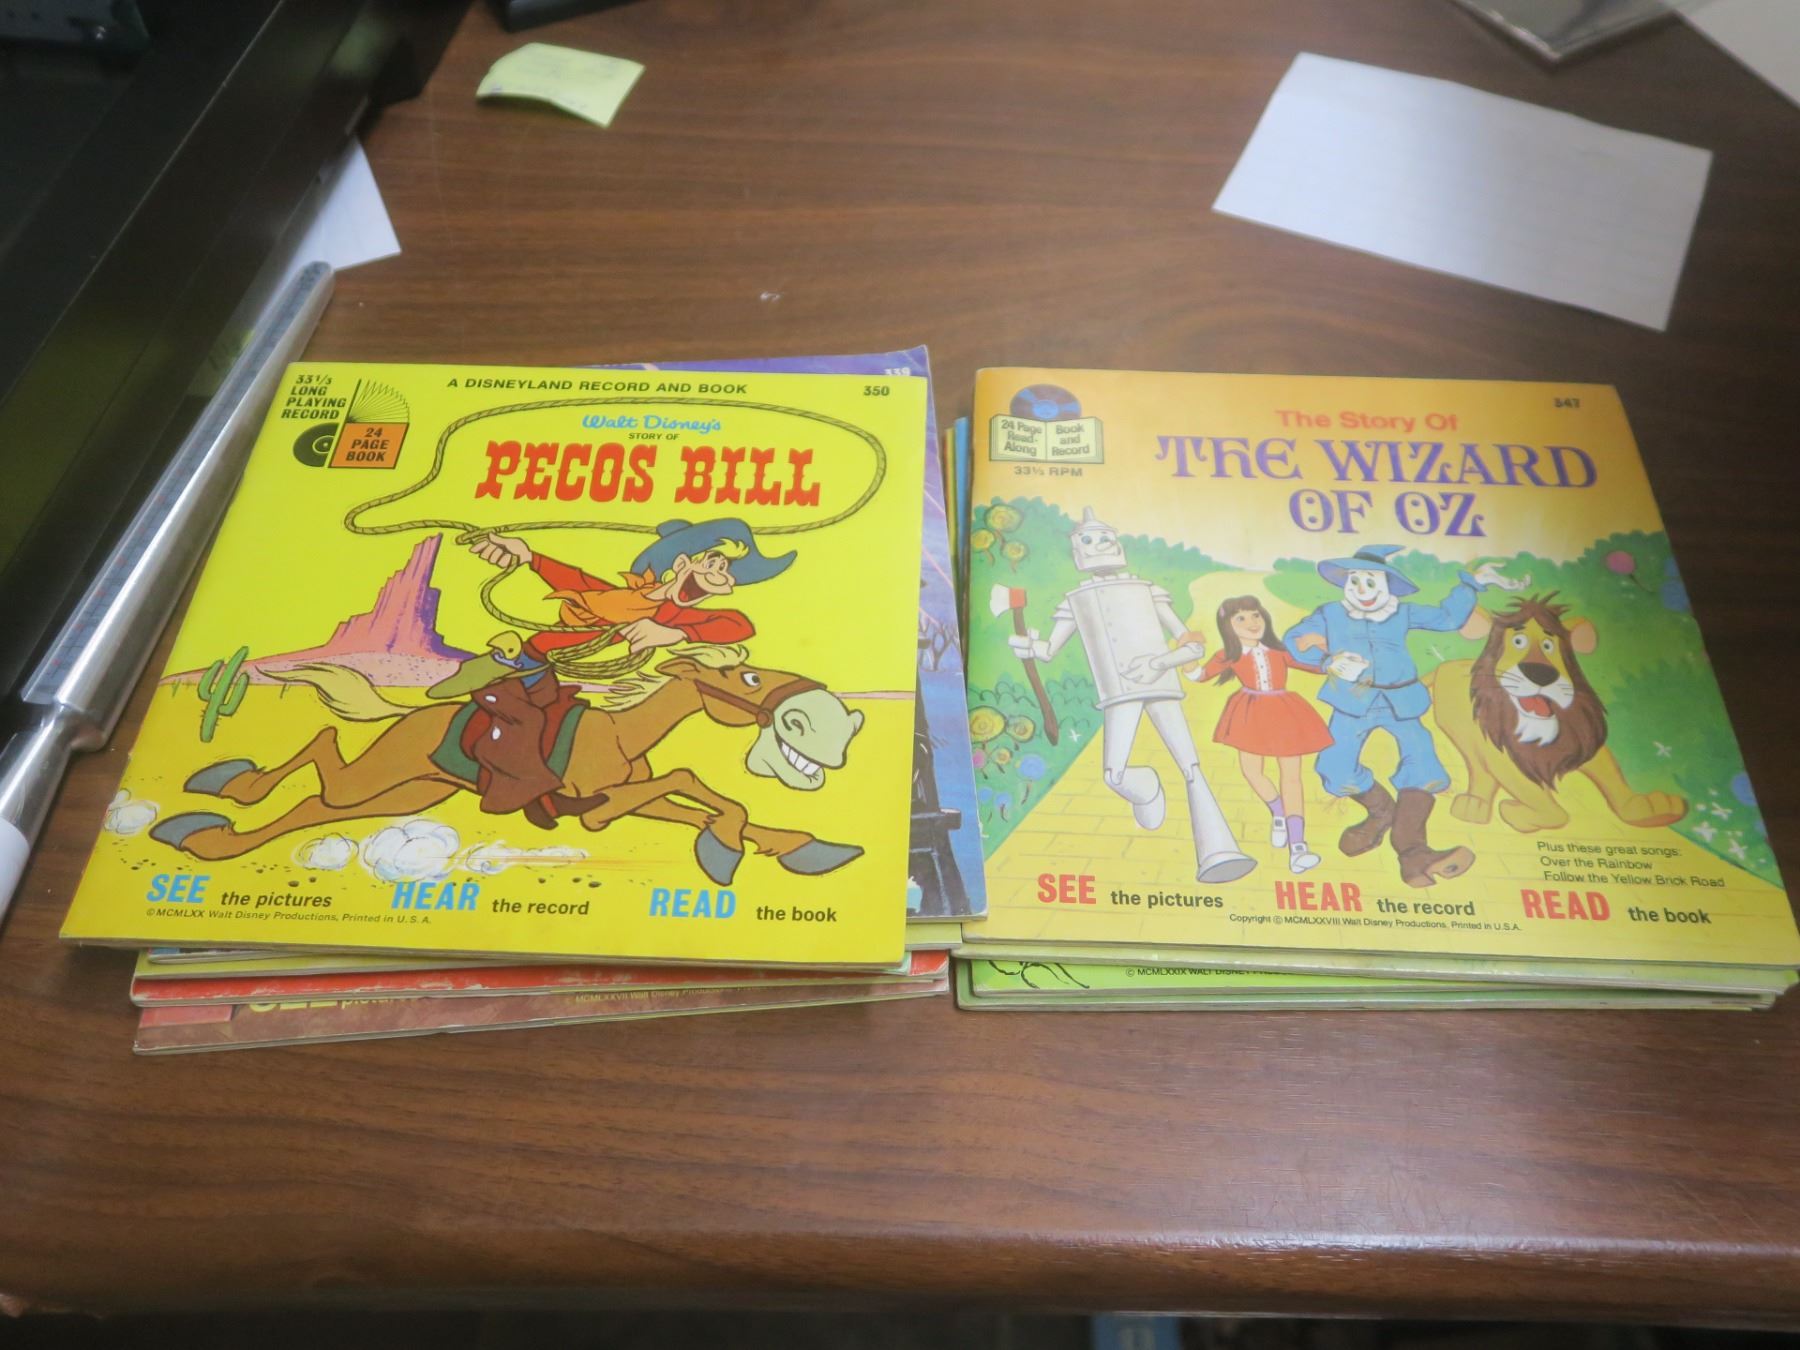 33 1/3
LONG
PLAYING
RECORD
24
PAGE
BOOK
A DISNEYLAND RECORD AND BOOK
350
Walt Disney's
STORY OF
PECOS BILL
SEE the pictures HEAR the record READ the book
©MCMLXX Walt Disney Productions, Printed in U.S.A.
339
24 Page
Read-
Along
Book
and
Record
33⅓ RPM
347
The Story Of
THE WIZARD
OF OZ
Plus these great songs:
Over the Rainbow
Follow the Yellow Brick Road
SEE the pictures HEAR the record READ the book
Copyright © MCMLXXVIII Walt Disney Productions, Printed in U.S.A.
© MCMLXXIX WALT DISNEY
SEE
© MCMLXXVII Walt Disney Productions,